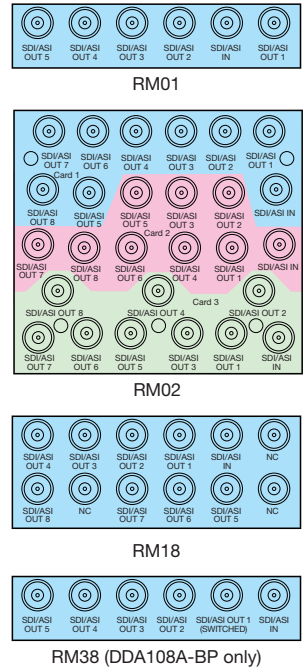 SDI/ASI OUT 5 SDI/ASI OUT 4 SDI/ASI OUT 3 SDI/ASI OUT 2 SDI/ASI IN SDI/ASI OUT 1
RM01
SDI/ASI OUT 7 SDI/ASI OUT 6 SDI/ASI OUT 4 SDI/ASI OUT 3 SDI/ASI OUT 2 SDI/ASI OUT 1
Card 1
SDI/ASI OUT 8 SDI/ASI OUT 5 SDI/ASI OUT 5 SDI/ASI OUT 3 SDI/ASI OUT 2 SDI/ASI IN
Card 2
SDI/ASI OUT 7 SDI/ASI OUT 8 SDI/ASI OUT 6 SDI/ASI OUT 4 SDI/ASI OUT 1 SDI/ASI IN
Card 3
SDI/ASI OUT 8 SDI/ASI OUT 4 SDI/ASI OUT 2
SDI/ASI OUT 7 SDI/ASI OUT 6 SDI/ASI OUT 5 SDI/ASI OUT 3 SDI/ASI OUT 1 SDI/ASI IN
RM02
SDI/ASI OUT 4 SDI/ASI OUT 3 SDI/ASI OUT 2 SDI/ASI OUT 1 SDI/ASI IN NC
SDI/ASI OUT 8 NC SDI/ASI OUT 7 SDI/ASI OUT 6 SDI/ASI OUT 5 NC
RM18
SDI/ASI OUT 5 SDI/ASI OUT 4 SDI/ASI OUT 3 SDI/ASI OUT 2 SDI/ASI OUT 1 (SWITCHED) SDI/ASI IN
RM38 (DDA108A-BP only)